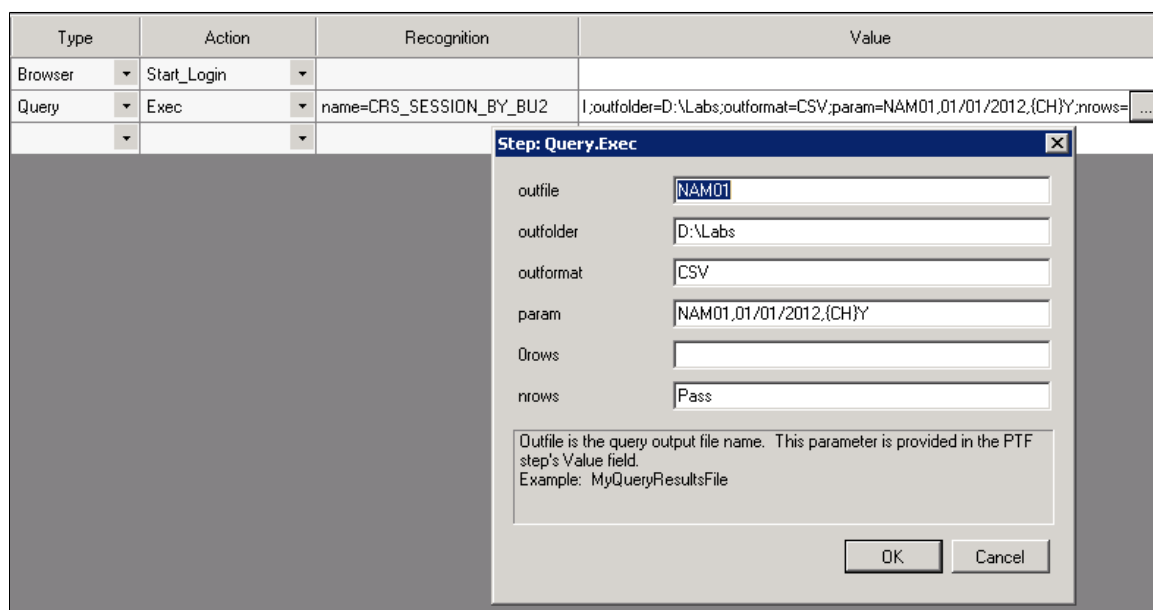 Type Action Recognition Value
Browser Start_Login
Query Exec name=CRS_SESSION_BY_BU2 ;outfolder=D:\Labs;outformat=CSV;param=NAM01,01/01/2012,{CH}Y;nrows= ...
Step: Query.Exec
outfile NAM01
outfolder D:\Labs
outformat CSV
param NAM01,01/01/2012,{CH}Y
0rows
nrows Pass
Outfile is the query output file name. This parameter is provided in the PTF
step's Value field.
Example: MyQueryResultsFile
OK Cancel